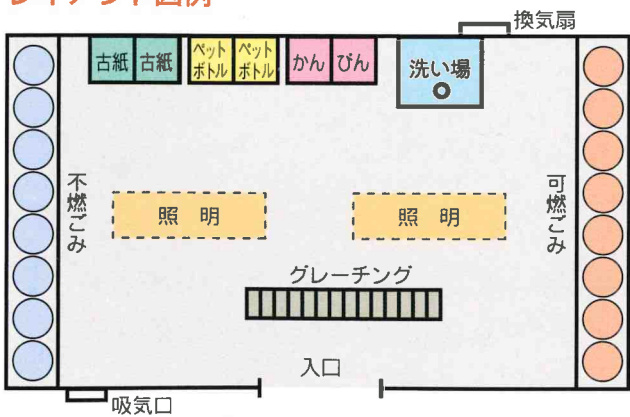 レイアウト図例
換気扇
古紙
古紙
ペット
ボトル
ペット
ボトル
かん
びん
洗い場
不燃ごみ
可燃ごみ
照 明
照 明
グレーチング
入口
吸気口